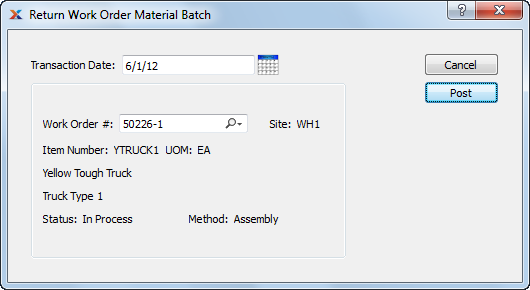 Return Work Order Material Batch
Transaction Date: 6/1/12
Cancel
Post
Work Order #: 50226-1 Site: WH1
Item Number: YTRUCK1 UOM: EA
Yellow Tough Truck
Truck Type 1
Status: In Process Method: Assembly